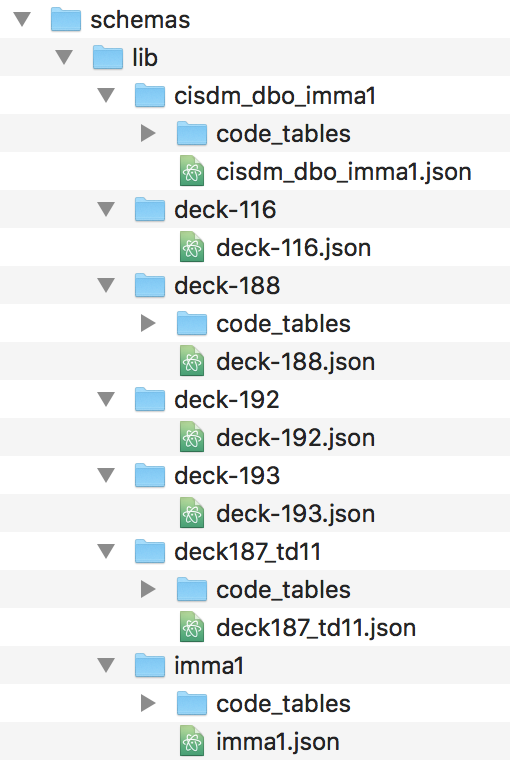 schemas
lib
cisdm_dbo_imma1
code_tables
cisdm_dbo_imma1.json
deck-116
deck-116.json
deck-188
code_tables
deck-188.json
deck-192
deck-192.json
deck-193
deck-193.json
deck187_td11
code_tables
deck187_td11.json
imma1
code_tables
imma1.json